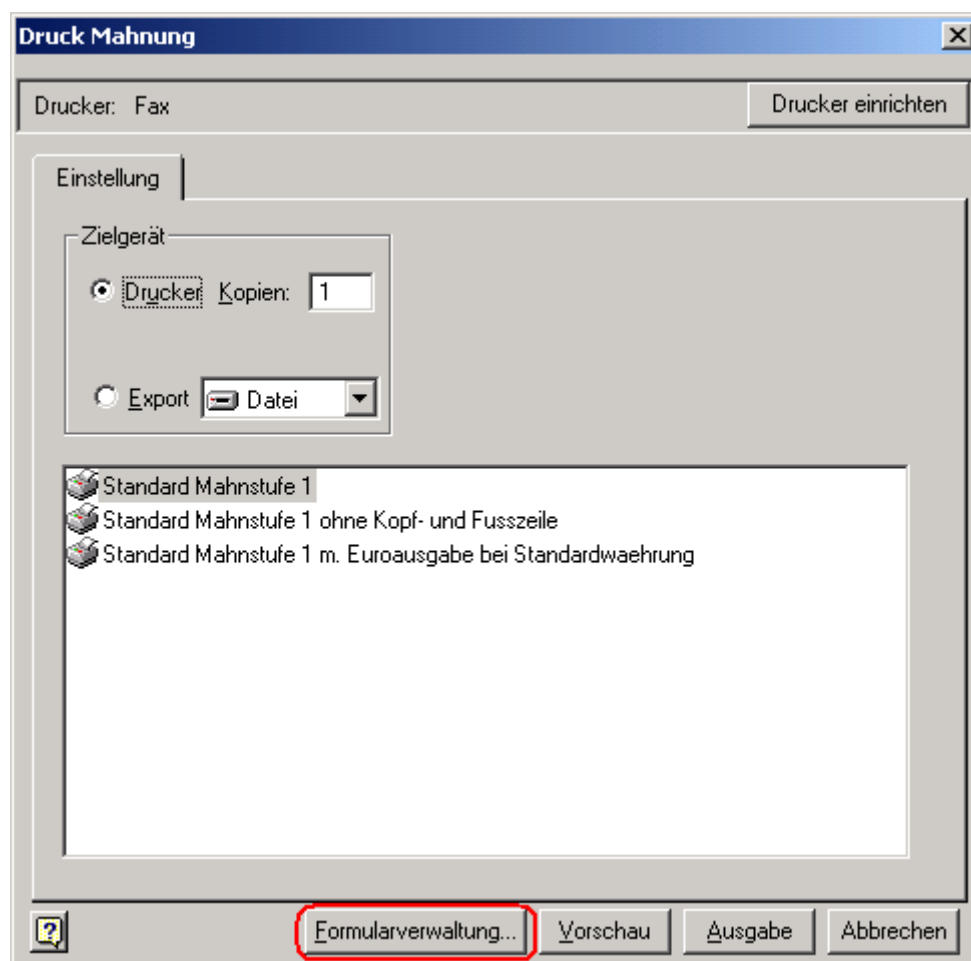 Druck Mahnung
Drucker: Fax Drucker einrichten
Einstellung
Zielgerät
Drucker Kopien: 1
Export Datei
Standard Mahnstufe 1
Standard Mahnstufe 1 ohne Kopf- und Fusszeile
Standard Mahnstufe 1 m. Euroausgabe bei Standardwaehrung
Formularverwaltung... Vorschau Ausgabe Abbrechen